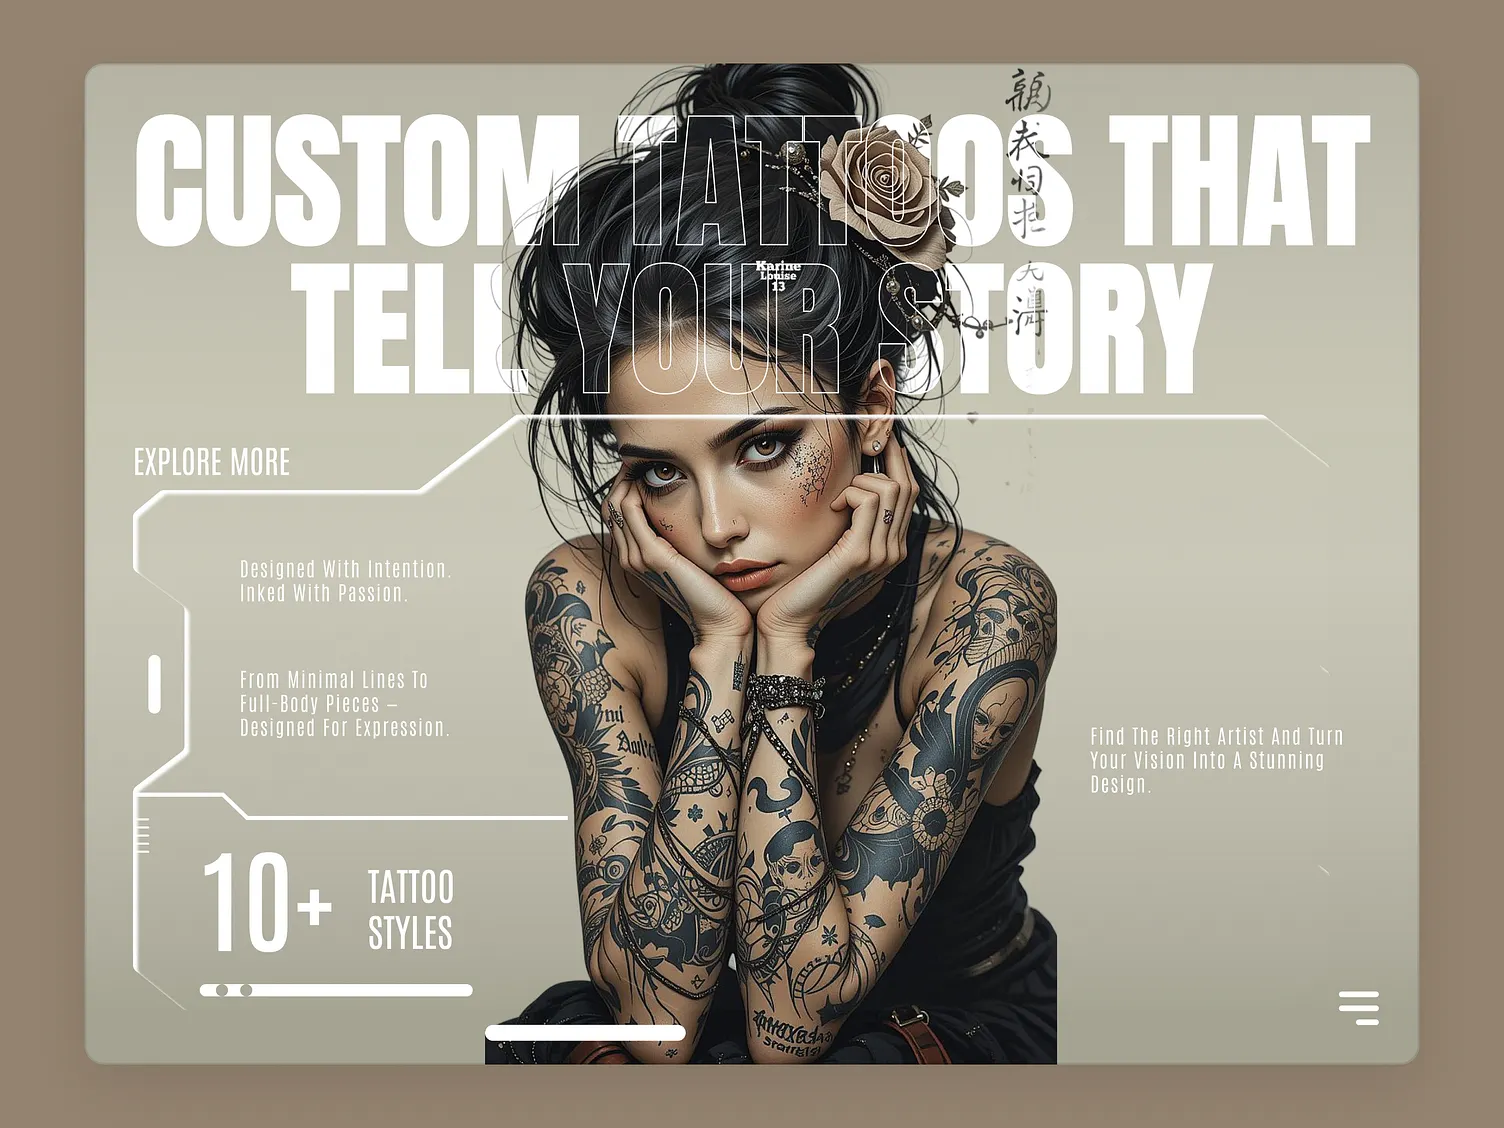 CUSTOM TATTOOS THAT
TELL YOUR STORY
Karine
Louise
13
EXPLORE MORE
Designed With Intention.
Inked With Passion.
From Minimal Lines To
Full-Body Pieces –
Designed For Expression.
Find The Right Artist And Turn
Your Vision Into A Stunning
Design.
10+
TATTOO
STYLES